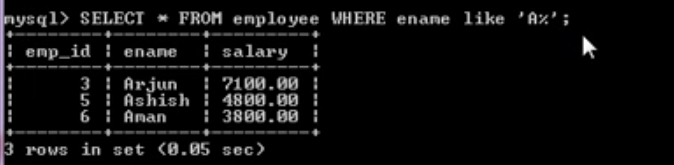 mysql> SELECT * FROM employee WHERE ename like 'A%';
+--------+--------+---------+
| emp_id | ename  | salary  |
+--------+--------+---------+
|      3 | Arjun  | 7100.00 |
|      5 | Ashish | 4800.00 |
|      6 | Aman   | 3800.00 |
+--------+--------+---------+
3 rows in set (0.05 sec)